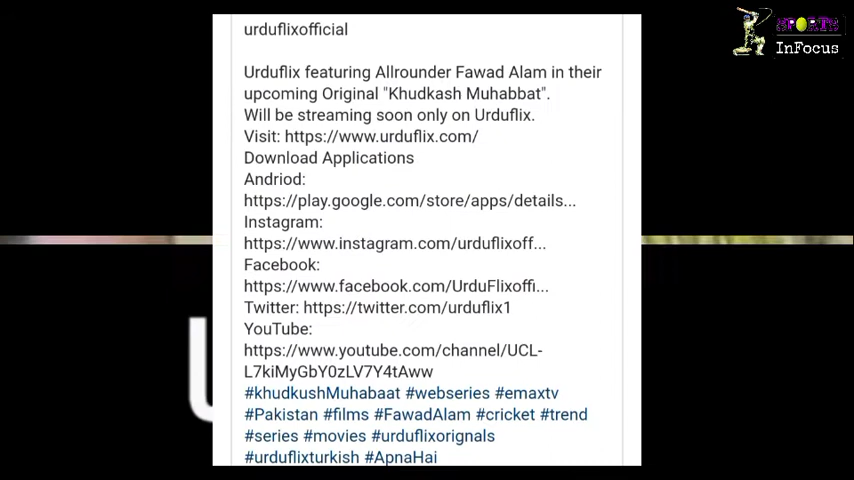 urduflixofficial
Urduflix featuring Allrounder Fawad Alam in their
upcoming Original "Khudkash Muhabbat".
Will be streaming soon only on Urduflix.
Visit: https://www.urduflix.com/
Download Applications
Andriod:
https://play.google.com/store/apps/details...
Instagram:
https://www.instagram.com/urduflixoff...
Facebook:
https://www.facebook.com/UrduFlixoffi...
Twitter: https://twitter.com/urduflix1
YouTube:
https://www.youtube.com/channel/UCL-
L7kiMyGbY0zLV7Y4tAww
#khudkushMuhabaat #webseries #emaxtv
#Pakistan #films #FawadAlam #cricket #trend
#series #movies #urduflixorignals
#urduflixturkish #ApnaHai
SPORTS
InFocus
U